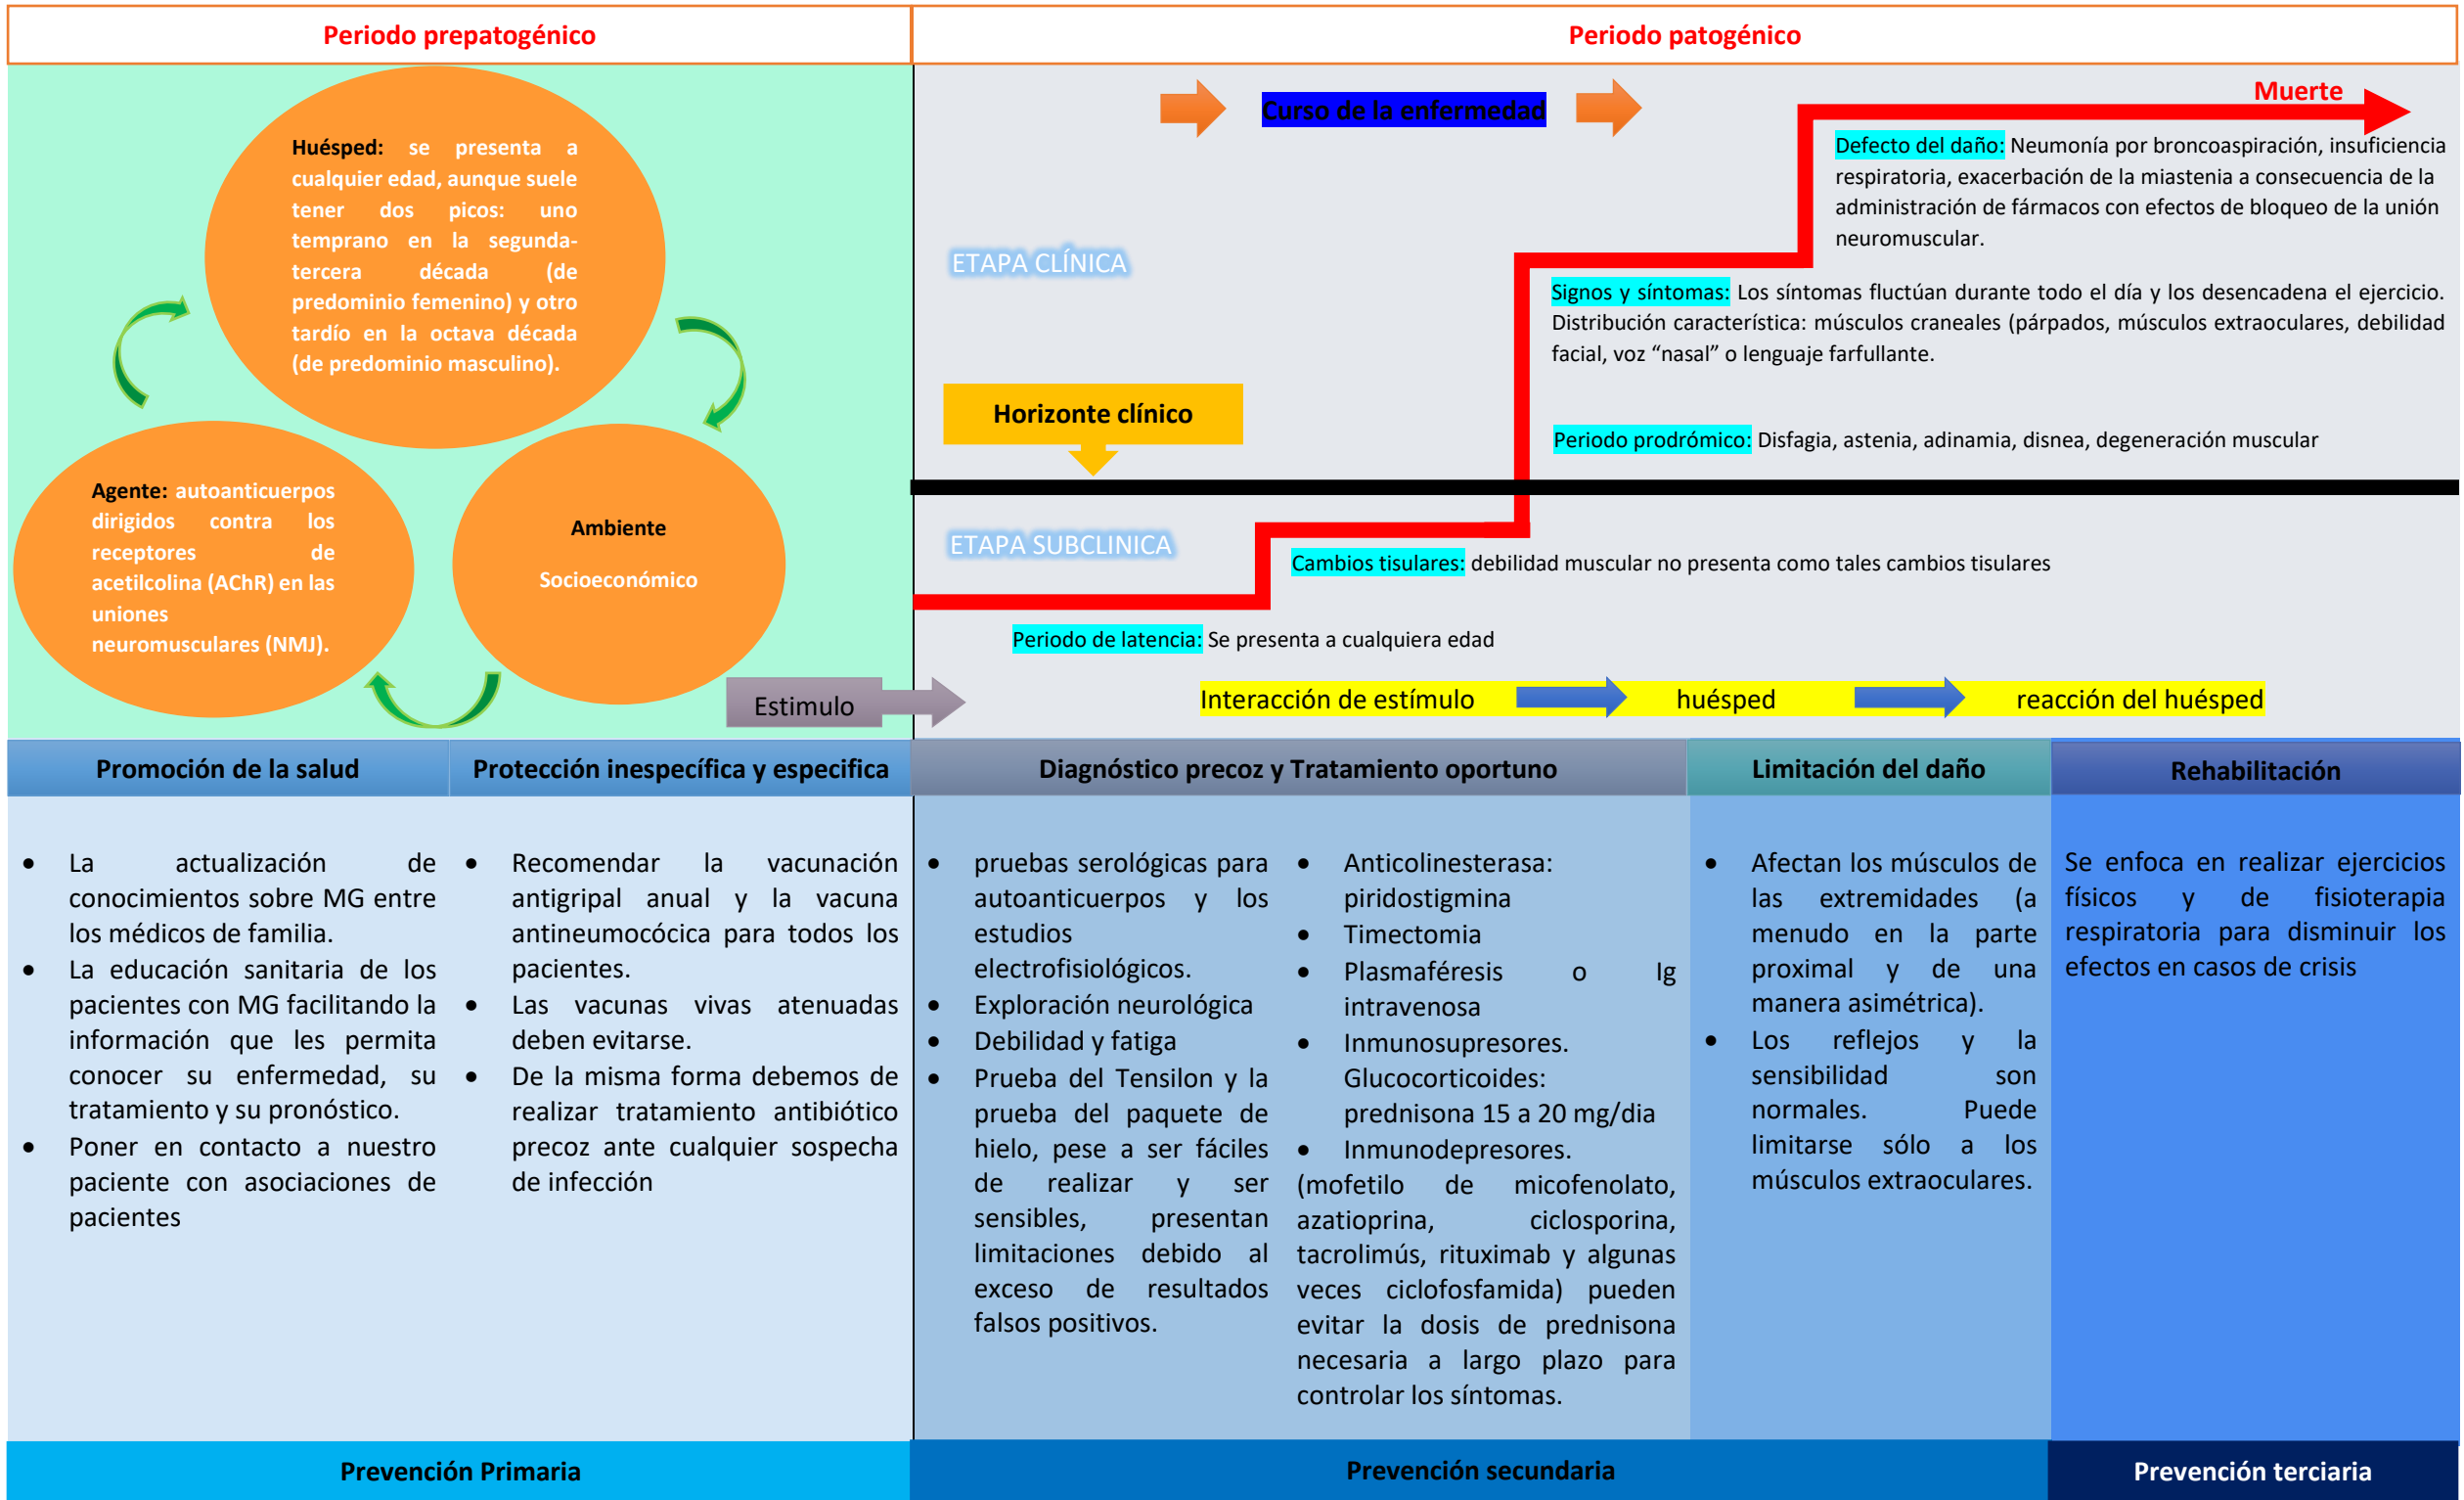 Periodo prepatogénico
Periodo patogénico
Huésped: se presenta a
cualquier edad, aunque suele
tener dos picos: uno
temprano en la segunda-
tercera década (de
predominio femenino) y otro
tardío en la octava década
(de predominio masculino).
Agente: autoanticuerpos
dirigidos contra los
receptores de
acetilcolina (AChR) en las
uniones
neuromusculares (NMJ).
Ambiente
Socioeconómico
Estimulo
Curso de la enfermedad
Muerte
Defecto del daño: Neumonía por broncoaspiración, insuficiencia
respiratoria, exacerbación de la miastenia a consecuencia de la
administración de fármacos con efectos de bloqueo de la unión
neuromuscular.
ETAPA CLÍNICA
Signos y síntomas: Los síntomas fluctúan durante todo el día y los desencadena el ejercicio.
Distribución característica: músculos craneales (párpados, músculos extraoculares, debilidad
facial, voz “nasal” o lenguaje farfullante.
Horizonte clínico
Periodo prodrómico: Disfagia, astenia, adinamia, disnea, degeneración muscular
ETAPA SUBCLINICA
Cambios tisulares: debilidad muscular no presenta como tales cambios tisulares
Periodo de latencia: Se presenta a cualquiera edad
Interacción de estímulo huésped reacción del huésped
Promoción de la salud
La actualización de
conocimientos sobre MG entre
los médicos de familia.
La educación sanitaria de los
pacientes con MG facilitando la
información que les permita
conocer su enfermedad, su
tratamiento y su pronóstico.
Poner en contacto a nuestro
paciente con asociaciones de
pacientes
Protección inespecífica y especifica
Recomendar la vacunación
antigripal anual y la vacuna
antineumocócica para todos los
pacientes.
Las vacunas vivas atenuadas
deben evitarse.
De la misma forma debemos de
realizar tratamiento antibiótico
precoz ante cualquier sospecha
de infección
Diagnóstico precoz y Tratamiento oportuno
pruebas serológicas para
autoanticuerpos y los
estudios
electrofisiológicos.
Exploración neurológica
Debilidad y fatiga
Prueba del Tensilon y la
prueba del paquete de
hielo, pese a ser fáciles
de realizar y ser
sensibles, presentan
limitaciones debido al
exceso de resultados
falsos positivos.
Anticolinesterasa:
piridostigmina
Timectomia
Plasmaféresis o Ig
intravenosa
Inmunosupresores.
Glucocorticoides:
prednisona 15 a 20 mg/dia
Inmunodepresores.
(mofetilo de micofenolato,
azatioprina, ciclosporina,
tacrolimús, rituximab y algunas
veces ciclofosfamida) pueden
evitar la dosis de prednisona
necesaria a largo plazo para
controlar los síntomas.
Limitación del daño
Afectan los músculos de
las extremidades (a
menudo en la parte
proximal y de una
manera asimétrica).
Los reflejos y la
sensibilidad son
normales. Puede
limitarse sólo a los
músculos extraoculares.
Rehabilitación
Se enfoca en realizar ejercicios
físicos y de fisioterapia
respiratoria para disminuir los
efectos en casos de crisis
Prevención Primaria
Prevención secundaria
Prevención terciaria